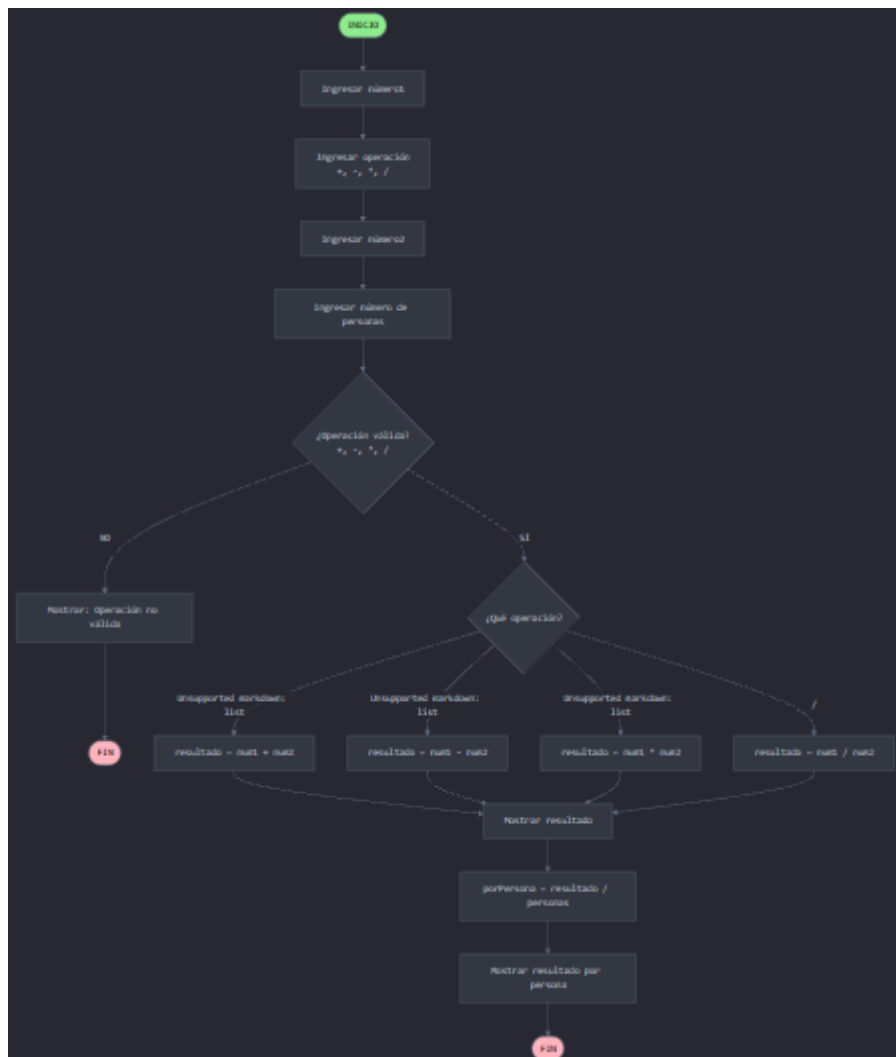 INICIO
Ingresar número1
Ingresar operación
+, -, *, /
Ingresar número2
Ingresar número de
personas
¿Operación válida?
+, -, *, /
NO
SÍ
Mostrar: Operación no
válida
¿Qué operación?
Unsupported markdown:
list
Unsupported markdown:
list
Unsupported markdown:
list
/
FIN
resultado = num1 + num2
resultado = num1 - num2
resultado = num1 * num2
resultado = num1 / num2
Mostrar resultado
porPersona = resultado /
personas
Mostrar resultado por
persona
FIN